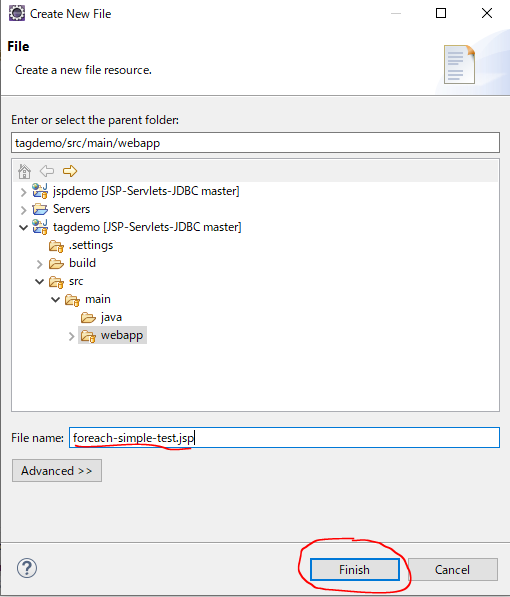 Create New File
File
Create a new file resource.
Enter or select the parent folder:
tagdemo/src/main/webapp
jspdemo [JSP-Servlets-JDBC master]
Servers
tagdemo [JSP-Servlets-JDBC master]
.settings
build
src
main
java
webapp
File name: foreach-simple-test.jsp
Advanced >>
? Finish Cancel